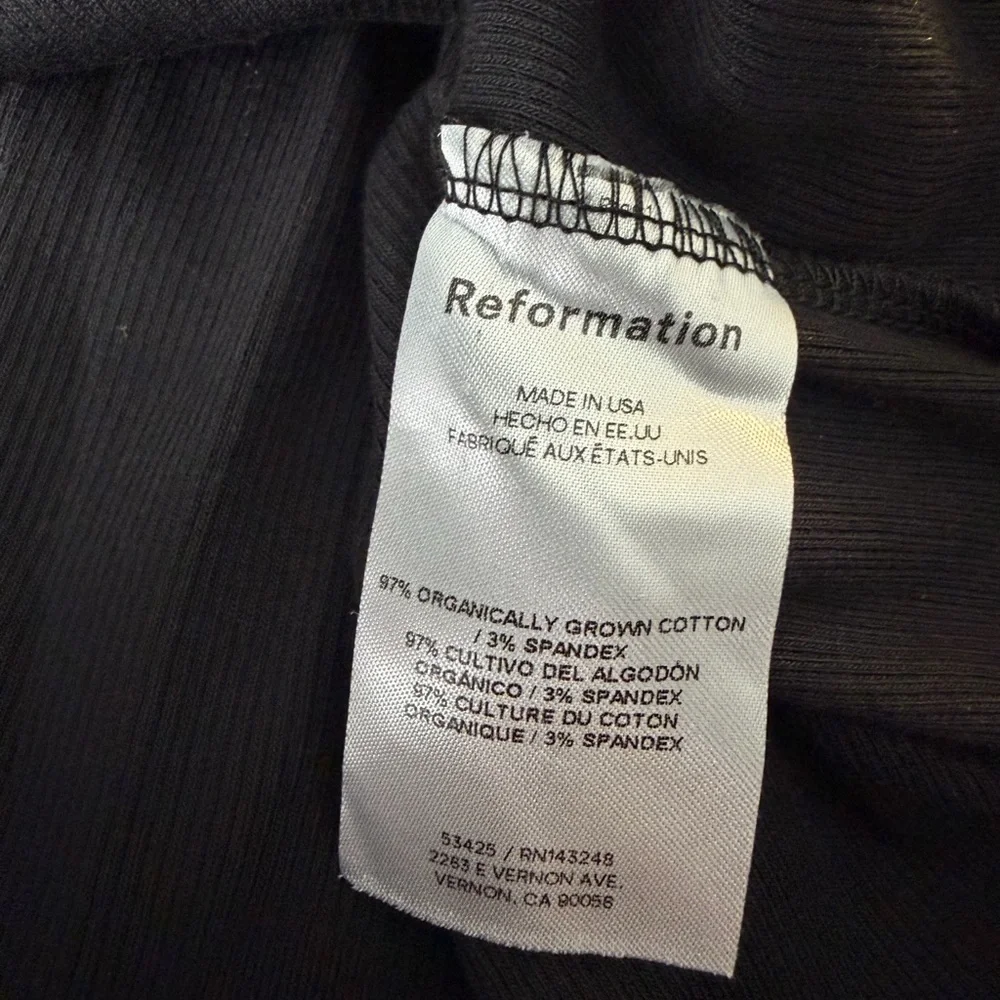 Reformation
MADE IN USA
HECHO EN EE.UU
FABRIQUÉ AUX ÉTATS-UNIS
97% ORGANICALLY GROWN COTTON
/ 3% SPANDEX
97% CULTIVO DEL ALGODÓN
ORGÁNICO / 3% SPANDEX
97% CULTURE DU COTON
ORGANIQUE / 3% SPANDEX
53425 / RN143248
2263 E VERNON AVE.
VERNON, CA 90058